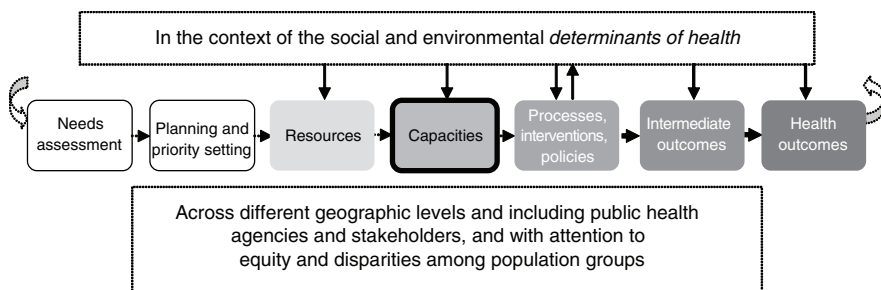 In the context of the social and environmental determinants of health
Needs
assessment
Planning and
priority setting
Resources
Capacities
Processes,
interventions,
policies
Intermediate
outcomes
Health
outcomes
Across different geographic levels and including public health
agencies and stakeholders, and with attention to
equity and disparities among population groups